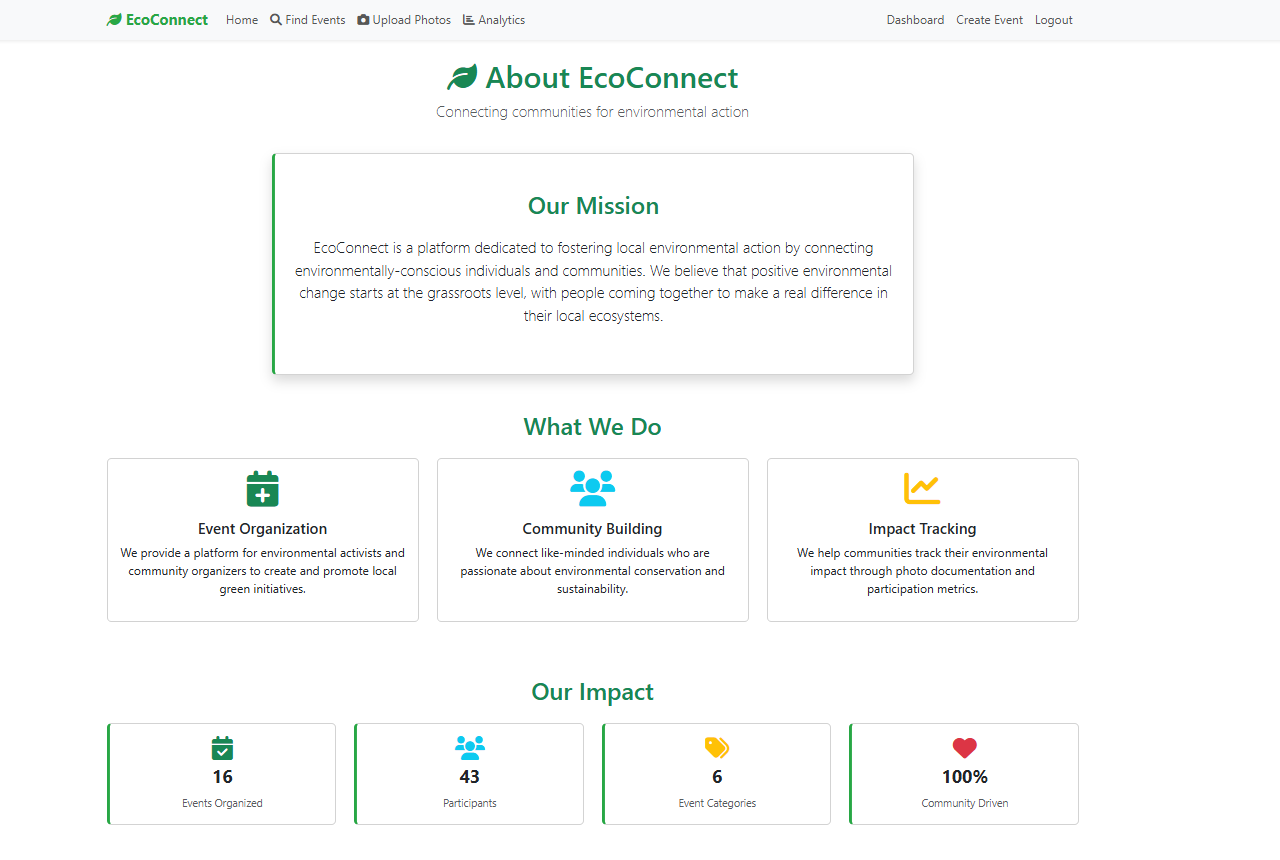 EcoConnect Home Find Events Upload Photos Analytics Dashboard Create Event Logout
About EcoConnect
Connecting communities for environmental action
Our Mission
EcoConnect is a platform dedicated to fostering local environmental action by connecting
environmentally-conscious individuals and communities. We believe that positive environmental
change starts at the grassroots level, with people coming together to make a real difference in
their local ecosystems.
What We Do
Event Organization
We provide a platform for environmental activists and
community organizers to create and promote local
green initiatives.
Community Building
We connect like-minded individuals who are
passionate about environmental conservation and
sustainability.
Impact Tracking
We help communities track their environmental
impact through photo documentation and
participation metrics.
Our Impact
16
Events Organized
43
Participants
6
Event Categories
100%
Community Driven